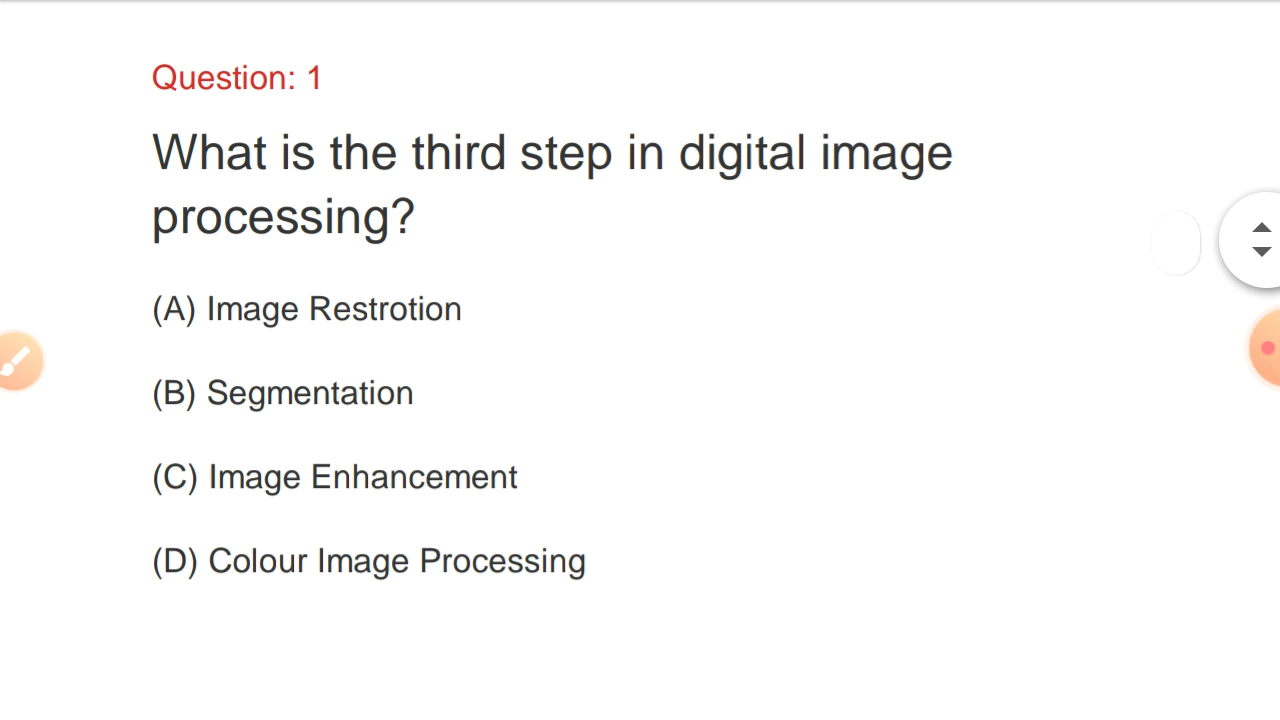 Question: 1
What is the third step in digital image
processing?
(A) Image Restrotion
(B) Segmentation
(C) Image Enhancement
(D) Colour Image Processing